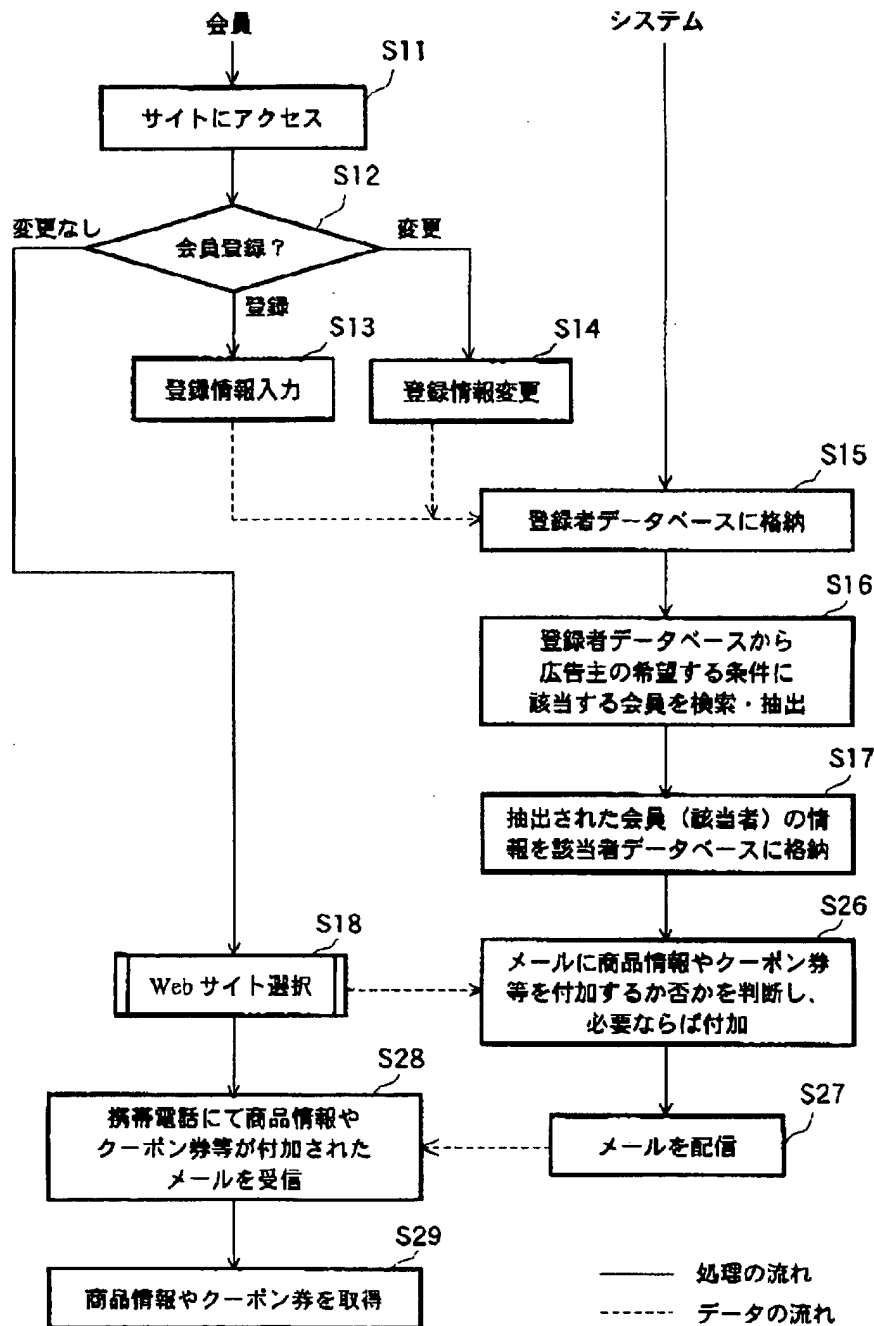 会員
システム
S11
サイトにアクセス
S12
変更なし
会員登録？
変更
登録
S13
S14
登録情報入力
登録情報変更
S15
登録者データベースに格納
S16
登録者データベースから
広告主の希望する条件に
該当する会員を検索・抽出
S17
抽出された会員（該当者）の情
報を該当者データベースに格納
S18
Web サイト選択
S26
メールに商品情報やクーポン券
等を付加するか否かを判断し、
必要ならば付加
S28
携帯電話にて商品情報や
クーポン券等が付加された
メールを受信
S27
メールを配信
S29
商品情報やクーポン券を取得
処理の流れ
データの流れ